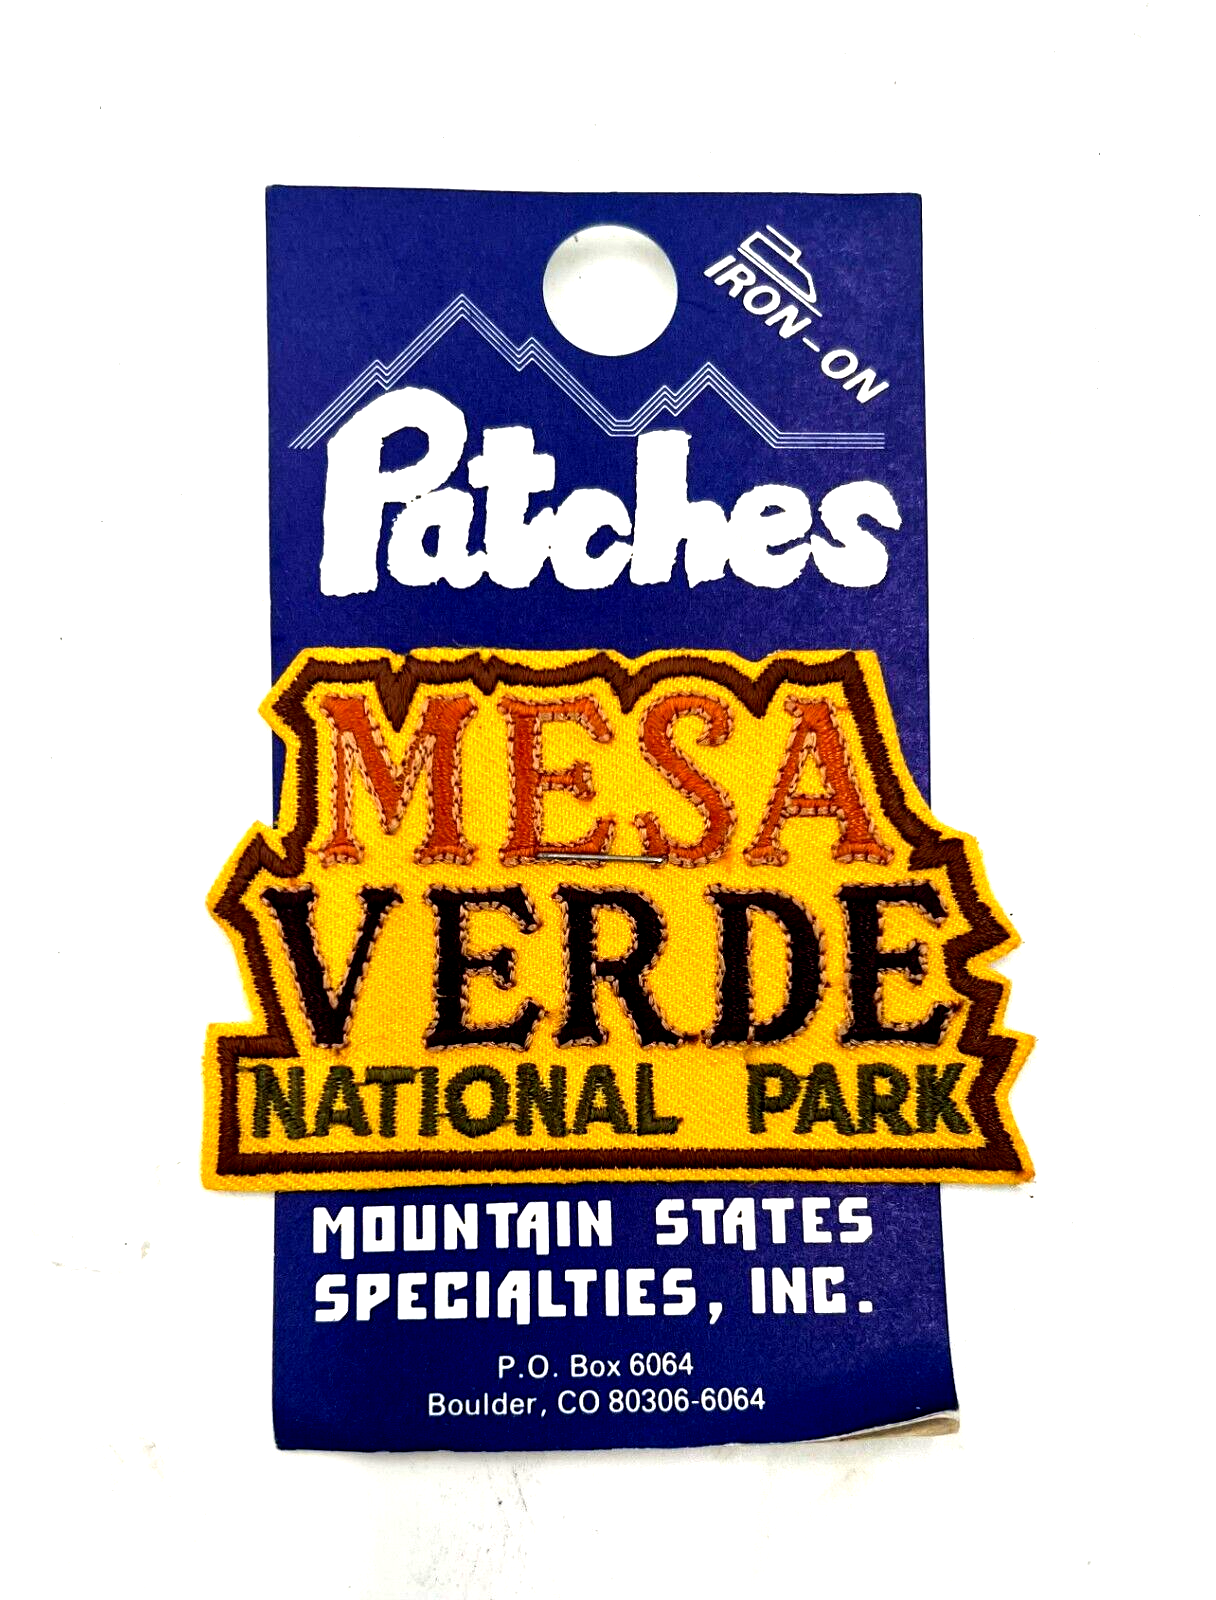 IRON-ON
Patches
MESA
VERDE
NATIONAL PARK
MOUNTAIN STATES
SPECIALTIES, INC.
P.O. Box 6064
Boulder, CO 80306-6064